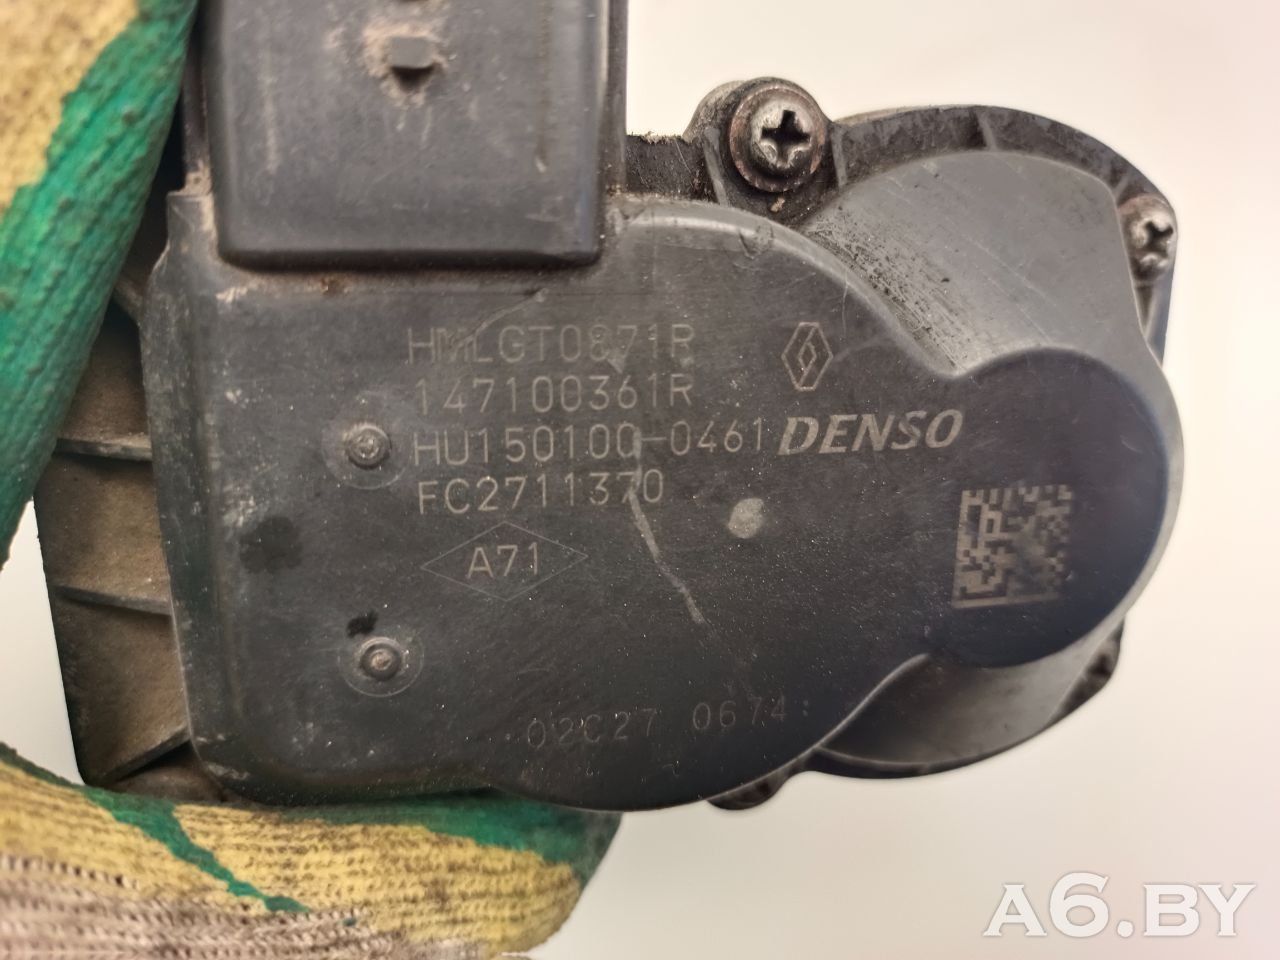 HMLGT0871R
147100361R
HU150100-0461
DENSO
FC2711370
A71
02C27 0674
A6.BY